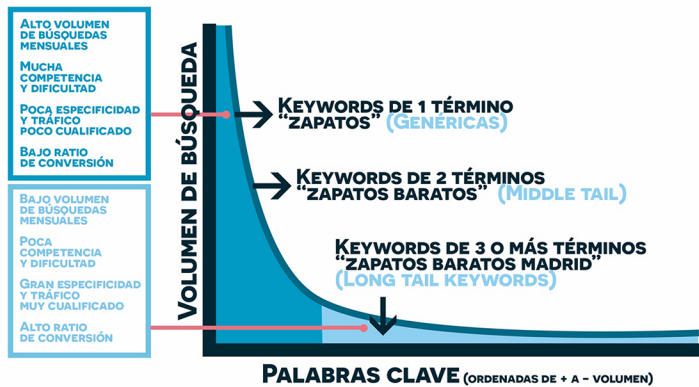 Alto volumen
de búsquedas
mensuales
Mucha
competencia
y dificultad
Poca especificidad
y tráfico
poco cualificado
Bajo ratio
de conversión
Bajo volumen
de búsquedas
mensuales
Poca
competencia
y dificultad
Gran especificidad
y tráfico
muy cualificado
Alto ratio
de conversión
Volumen de búsqueda
Keywords de 1 término
“zapatos” (Genéricas)
Keywords de 2 términos
“zapatos baratos” (Middle tail)
Keywords de 3 o más términos
“zapatos baratos Madrid”
(Long tail keywords)
Palabras clave (ordenadas de + a - volumen)